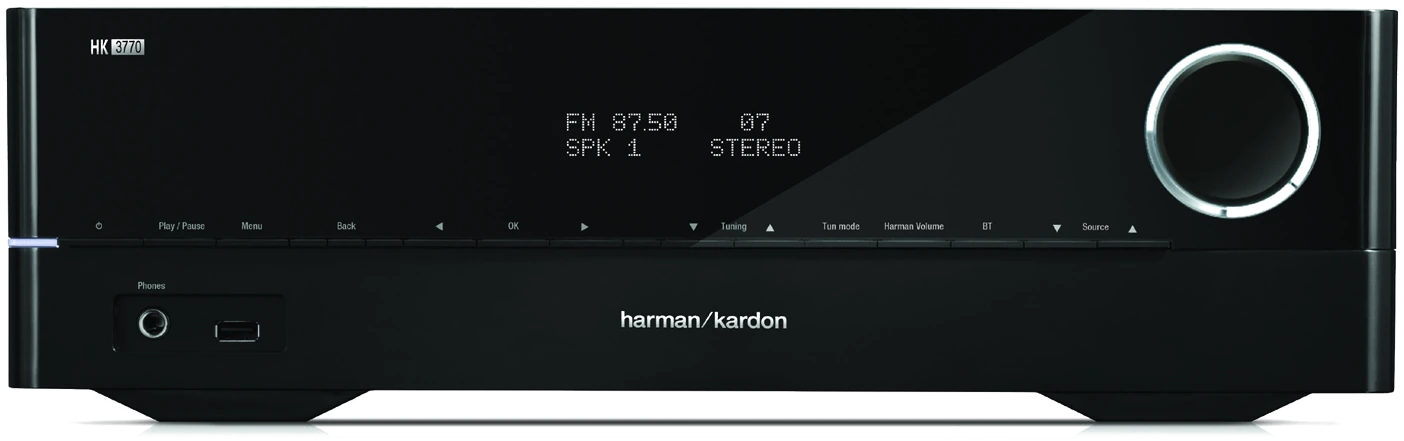 HK 3770
FM 87.50 07
SPK 1 STEREO
Play / Pause Menu Back OK Tuning Tun mode Harman Volume BT Source
Phones
harman/kardon